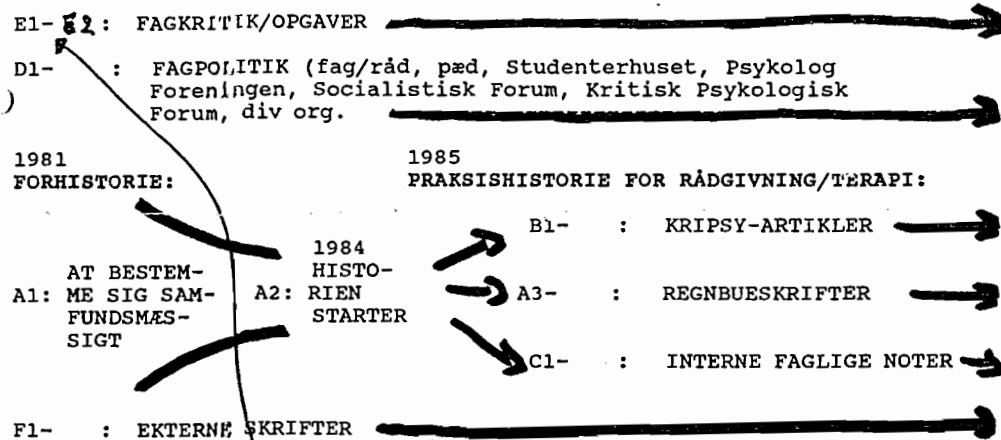 E1-E2: FAGKRITIK/OPGAVER
D1- : FAGPOLITIK (fag/råd, pæd, Studenterhuset, Psykolog
Foreningen, Socialistisk Forum, Kritisk Psykologisk
Forum, div org.
)
1981
FORHISTORIE:
1985
PRAKSISHISTORIE FOR RÅDGIVNING/TERAPI:
B1- : KRIPSY-ARTIKLER
1984
A1: AT BESTEM-
ME SIG SAM-
FUNDSMÆS-
SIGT
A2: HISTO-
RIEN
STARTER
A3- : REGNBUESKRIFTER
C1- : INTERNE FAGLIGE NOTER
F1- : EKTERNE SKRIFTER